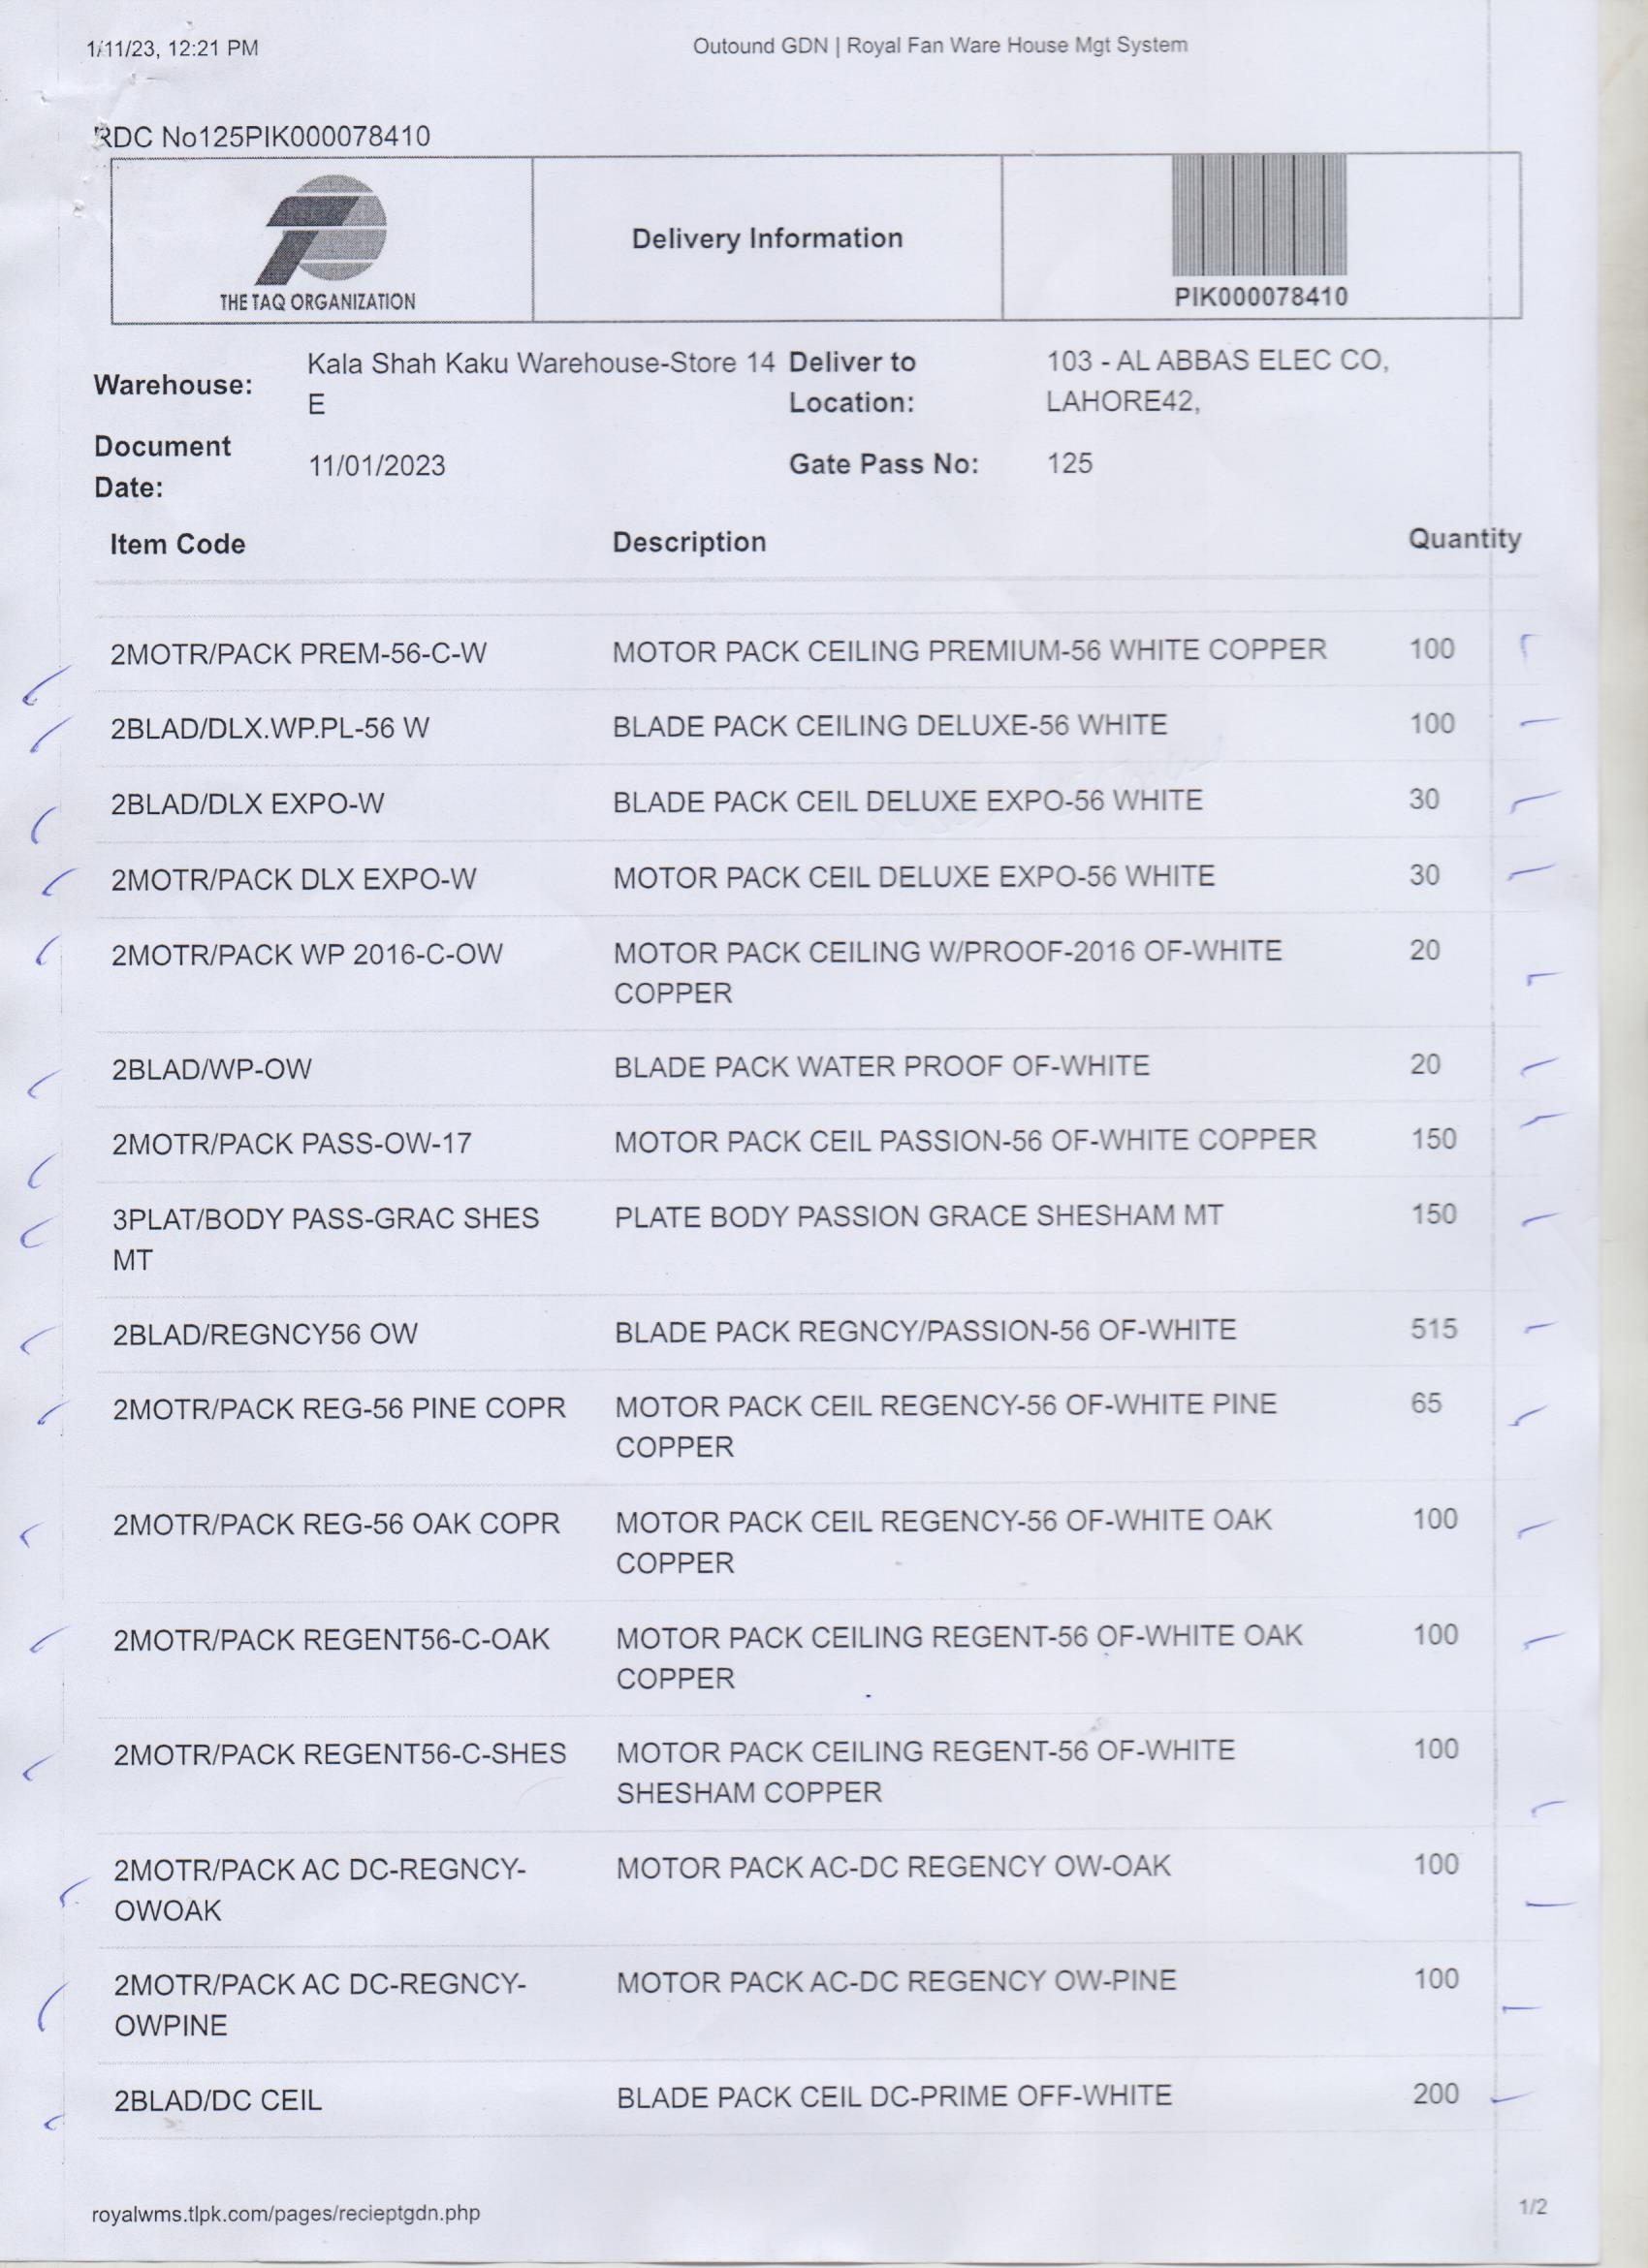 1/11/23, 12:21 PM
Outound GDN | Royal Fan Ware House Mgt System
RDC No125PIK000078410
THE TAQ ORGANIZATION
Delivery Information
PIK000078410
Warehouse: Kala Shah Kaku Warehouse-Store 14 E
Deliver to Location: 103 - AL ABBAS ELEC CO, LAHORE42,
Document Date: 11/01/2023
Gate Pass No: 125
Item Code Description Quantity
2MOTR/PACK PREM-56-C-W MOTOR PACK CEILING PREMIUM-56 WHITE COPPER 100
2BLAD/DLX.WP.PL-56 W BLADE PACK CEILING DELUXE-56 WHITE 100
2BLAD/DLX EXPO-W BLADE PACK CEIL DELUXE EXPO-56 WHITE 30
2MOTR/PACK DLX EXPO-W MOTOR PACK CEIL DELUXE EXPO-56 WHITE 30
2MOTR/PACK WP 2016-C-OW MOTOR PACK CEILING W/PROOF-2016 OF-WHITE 20
COPPER
2BLAD/WP-OW BLADE PACK WATER PROOF OF-WHITE 20
2MOTR/PACK PASS-OW-17 MOTOR PACK CEIL PASSION-56 OF-WHITE COPPER 150
3PLAT/BODY PASS-GRAC SHES PLATE BODY PASSION GRACE SHESHAM MT 150
MT
2BLAD/REGNCY56 OW BLADE PACK REGNCY/PASSION-56 OF-WHITE 515
2MOTR/PACK REG-56 PINE COPR MOTOR PACK CEIL REGENCY-56 OF-WHITE PINE 65
COPPER
2MOTR/PACK REG-56 OAK COPR MOTOR PACK CEIL REGENCY-56 OF-WHITE OAK 100
COPPER
2MOTR/PACK REGENT56-C-OAK MOTOR PACK CEILING REGENT-56 OF-WHITE OAK 100
COPPER
2MOTR/PACK REGENT56-C-SHES MOTOR PACK CEILING REGENT-56 OF-WHITE 100
SHESHAM COPPER
2MOTR/PACK AC DC-REGNCY- MOTOR PACK AC-DC REGENCY OW-OAK 100
OWOAK
2MOTR/PACK AC DC-REGNCY- MOTOR PACK AC-DC REGENCY OW-PINE 100
OWPINE
2BLAD/DC CEIL BLADE PACK CEIL DC-PRIME OFF-WHITE 200
royalwms.tlpk.com/pages/recieptgdn.php
1/2